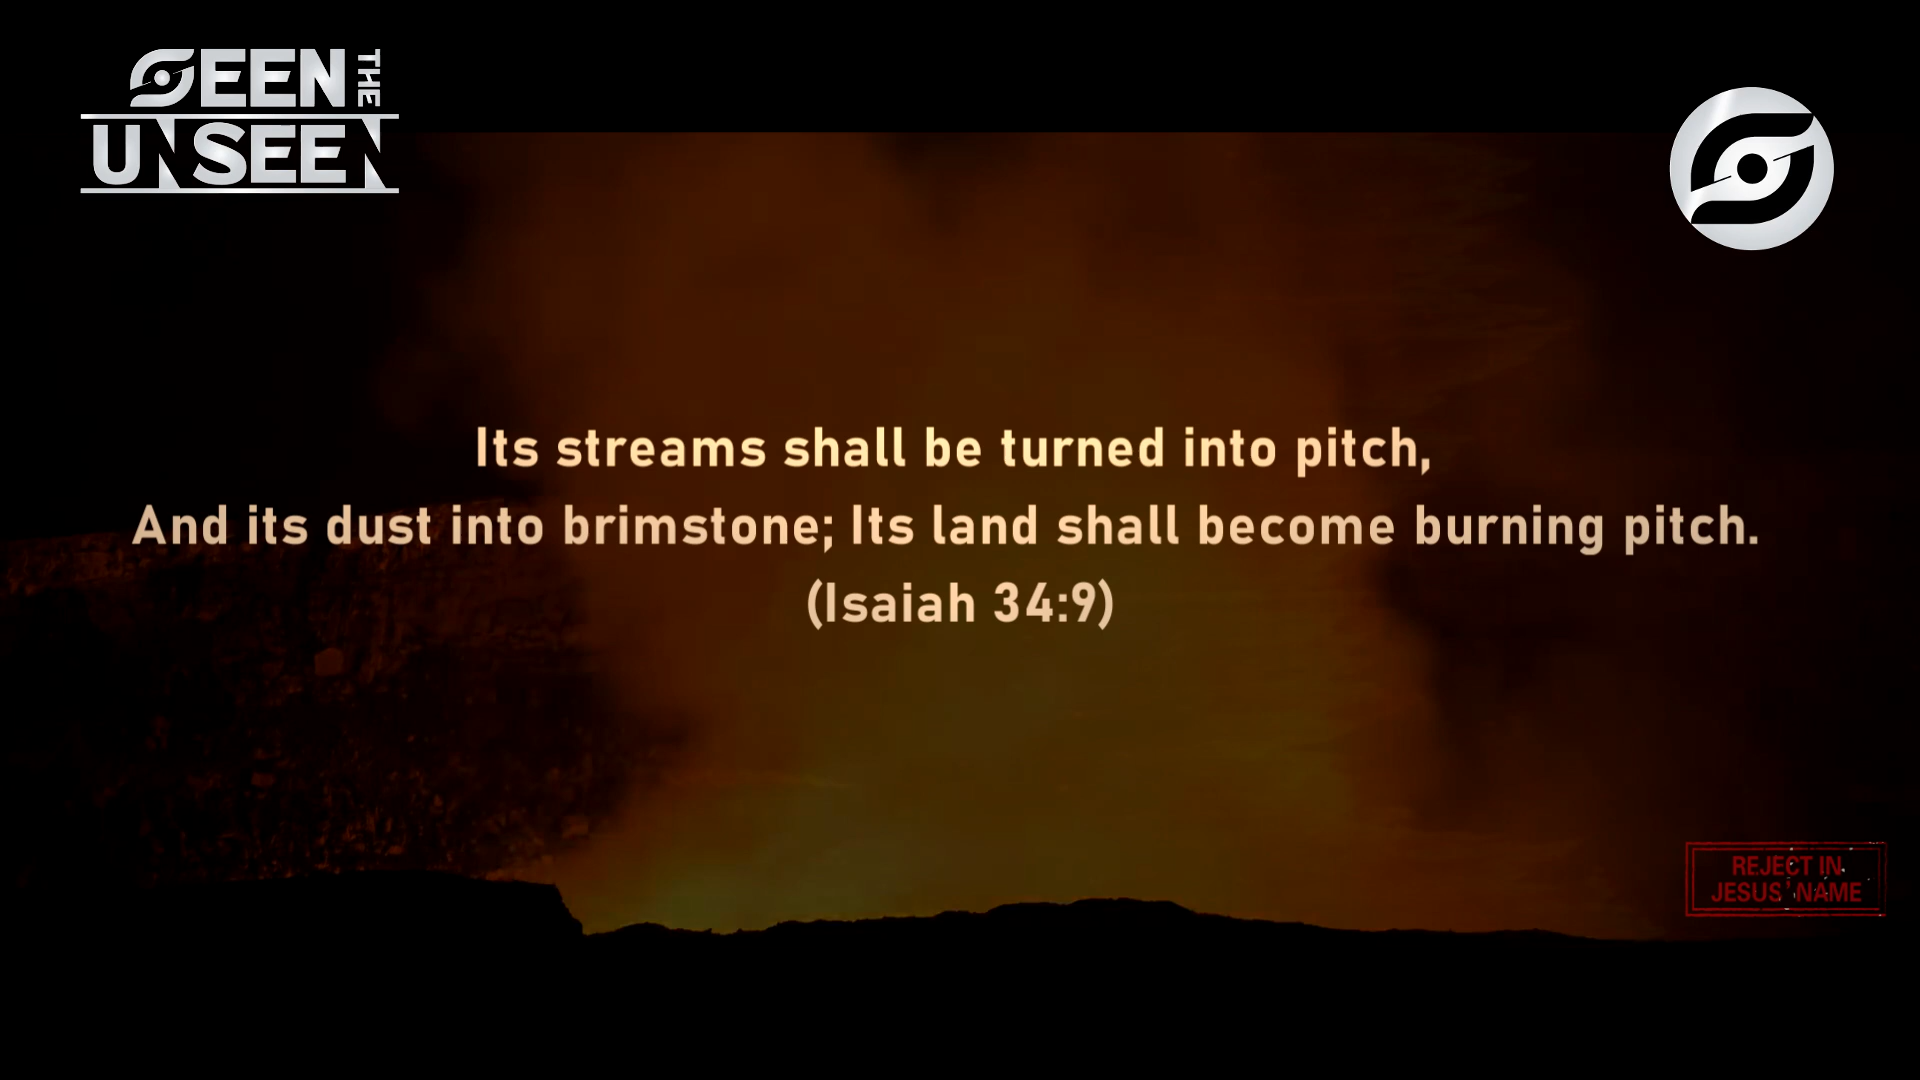 SEEN THE
UNSEEN
Its streams shall be turned into pitch,
And its dust into brimstone; Its land shall become burning pitch.
(Isaiah 34:9)
REJECT IN
JESUS' NAME